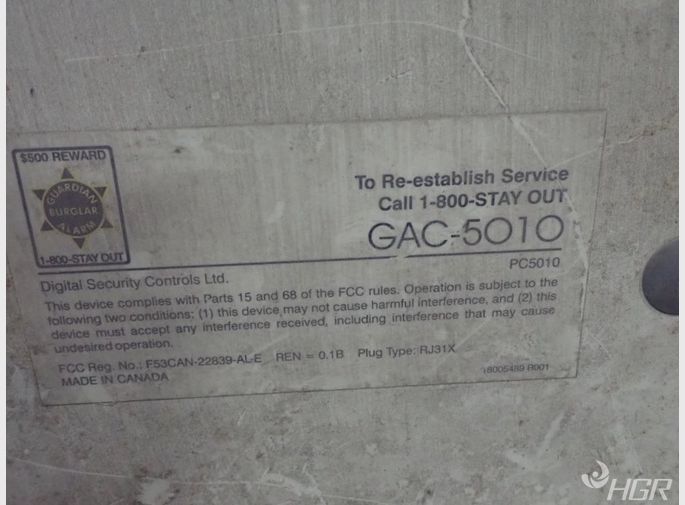 $500 REWARD
GUARDIAN
BURGLAR
ALARM
1-800-STAY OUT
To Re-establish Service
Call 1-800-STAY OUT
GAC-5010
PC5010
Digital Security Controls Ltd.
This device complies with Parts 15 and 68 of the FCC rules. Operation is subject to the
following two conditions: (1) this device may not cause harmful interference, and (2) this
device must accept any interference received, including interference that may cause
undesired operation.
FCC Reg. No.: F53CAN-22839-AL-E REN = 0.1B Plug Type: RJ31X
MADE IN CANADA
18005489 R001
HGR